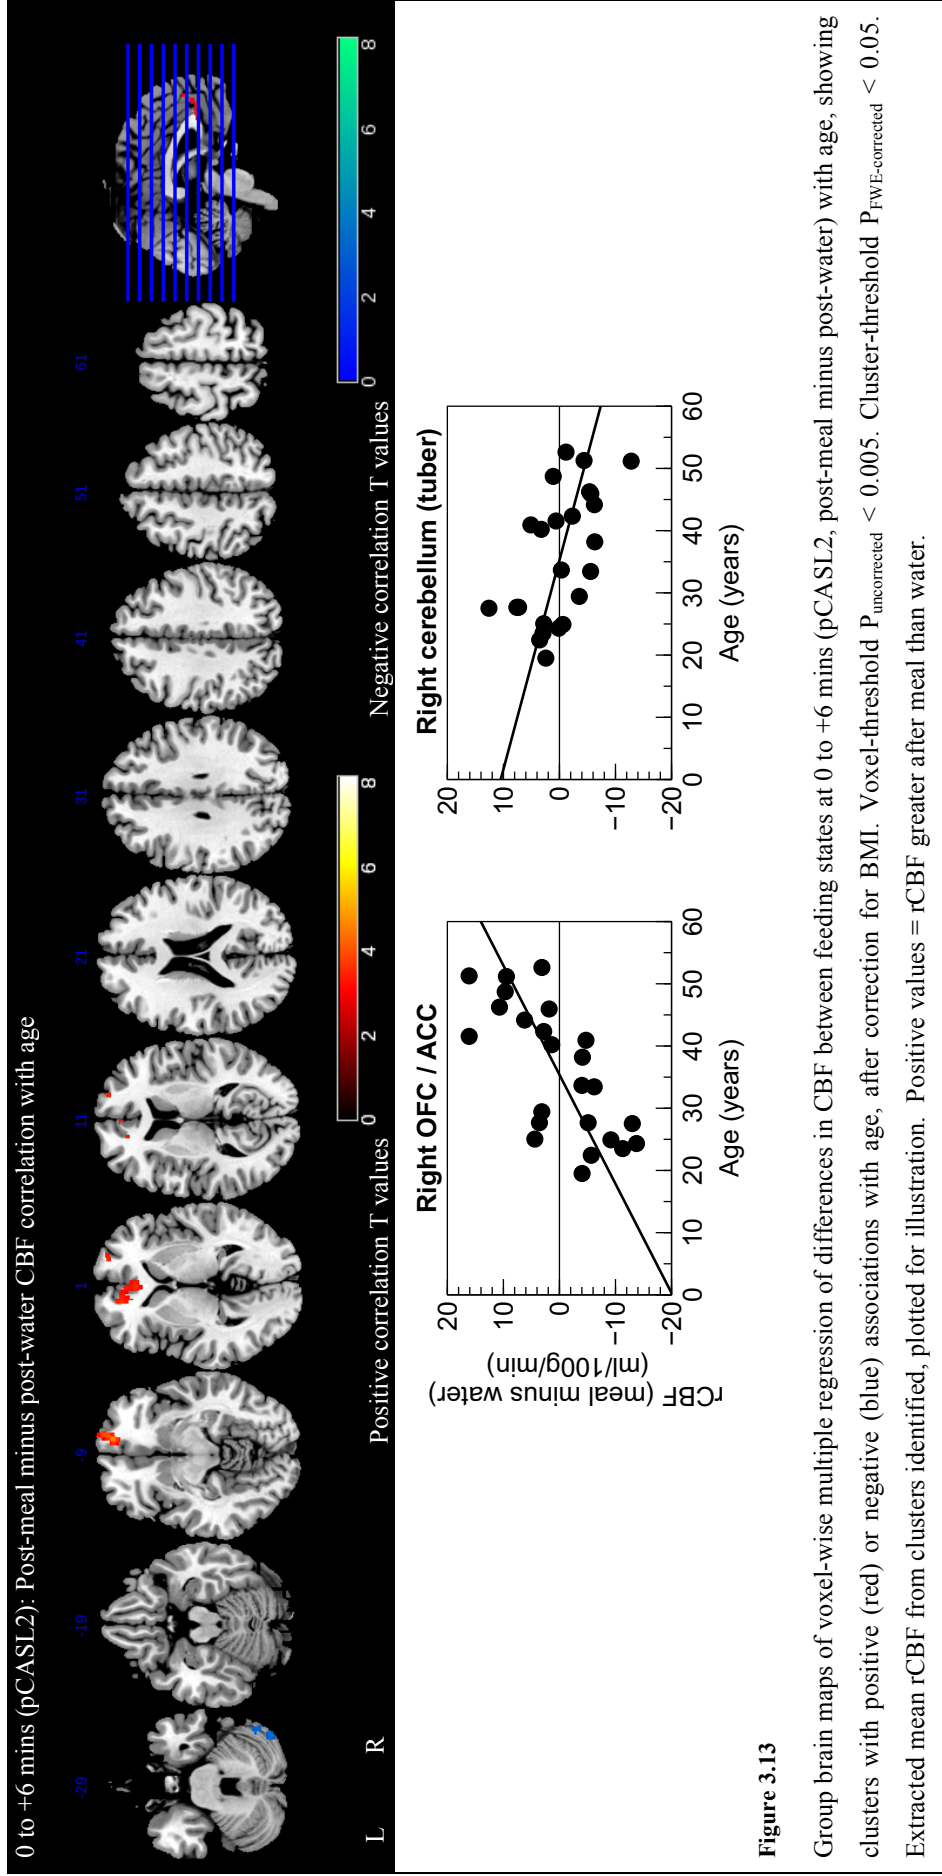 0 to +6 mins (pCASL2): Post-meal minus post-water CBF correlation with age
-29 -19 -9 1 11 21 31 41 51 61
L R
0 2 4 6 8
0 2 4 6 8
Positive correlation T values
Negative correlation T values
Right OFC / ACC
rCBF (meal minus water)
(ml/100g/min)
20
10
0
−10
−20
0 10 20 30 40 50 60
Age (years)
Right cerebellum (tuber)
20
10
0
−10
−20
0 10 20 30 40 50 60
Age (years)
Figure 3.13
Group brain maps of voxel-wise multiple regression of differences in CBF between feeding states at 0 to +6 mins (pCASL2, post-meal minus post-water) with age, showing
clusters with positive (red) or negative (blue) associations with age, after correction for BMI. Voxel-threshold Puncorrected < 0.005. Cluster-threshold PFWE-corrected < 0.05.
Extracted mean rCBF from clusters identified, plotted for illustration. Positive values = rCBF greater after meal than water.